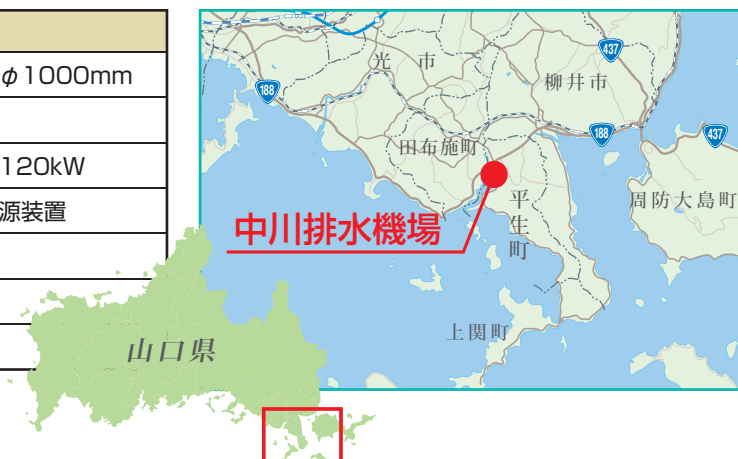 φ1000mm
120kW
源装置
光市
柳井市
437
188
188
437
田布施町
平生町
周防大島町
中川排水機場
上関町
山口県